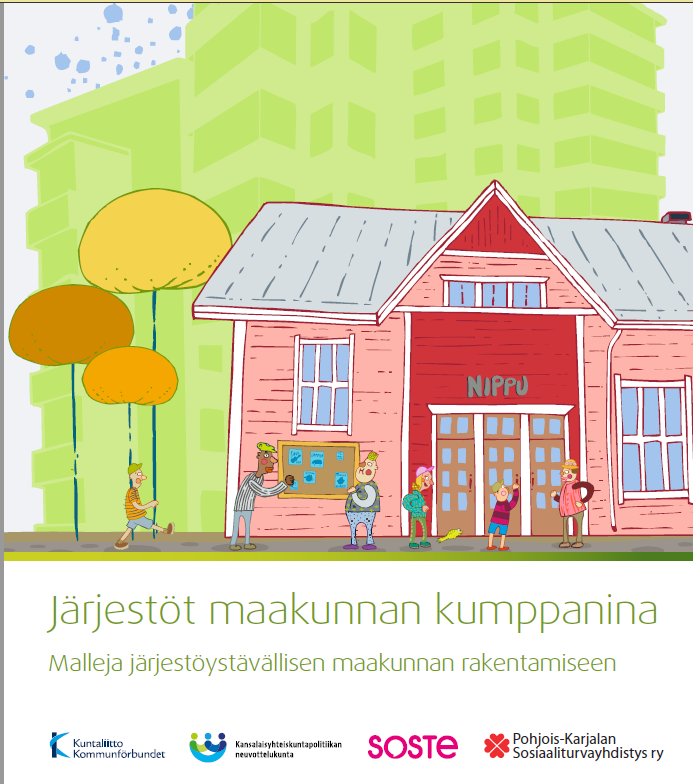 NIPPU
Järjestöt maakunnan kumppanina
Malleja järjestöystävällisen maakunnan rakentamiseen
Kuntaliitto
Kommunförbundet
Kansalaisyhteiskuntapolitiikan
neuvottelukunta
soste
Pohjois-Karjalan
Sosiaaliturvayhdistys ry